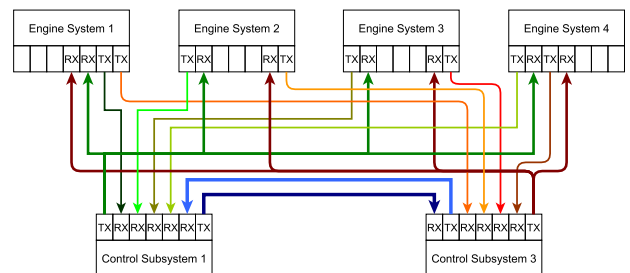 Engine System 1 Engine System 2 Engine System 3 Engine System 4
RX RX TX TX TX RX RX TX TX RX RX TX TX RX TX RX
TX RX RX RX RX RX TX RX TX RX RX RX RX TX
Control Subsystem 1 Control Subsystem 3